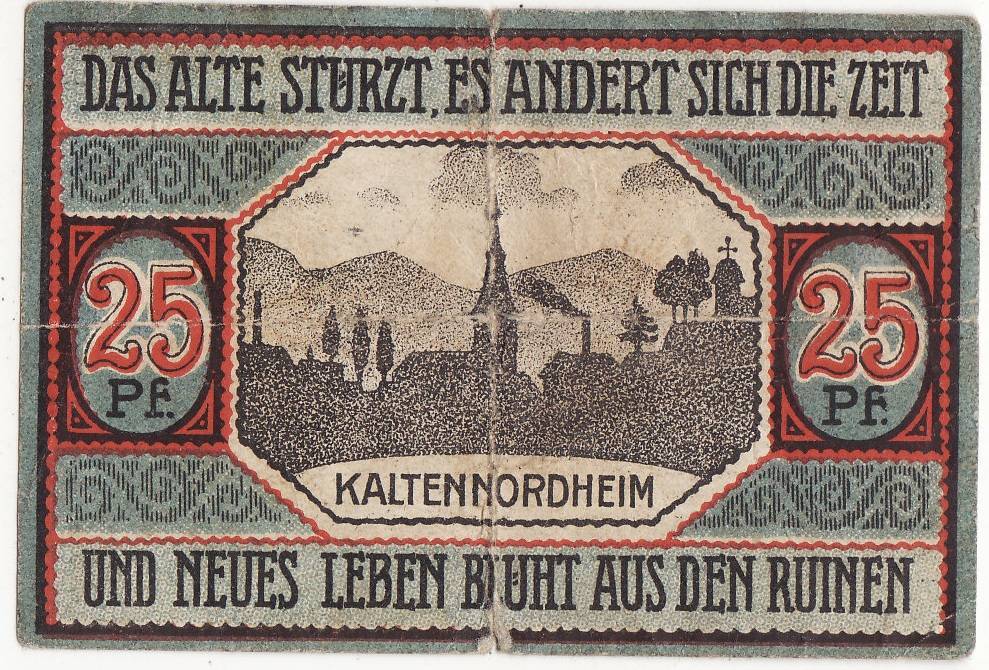 DAS ALTE STÜRZT, ES ÄNDERT SICH DIE ZEIT
25 Pf.
25 Pf.
KALTENNORDHEIM
UND NEUES LEBEN BLÜHT AUS DEN RUINEN